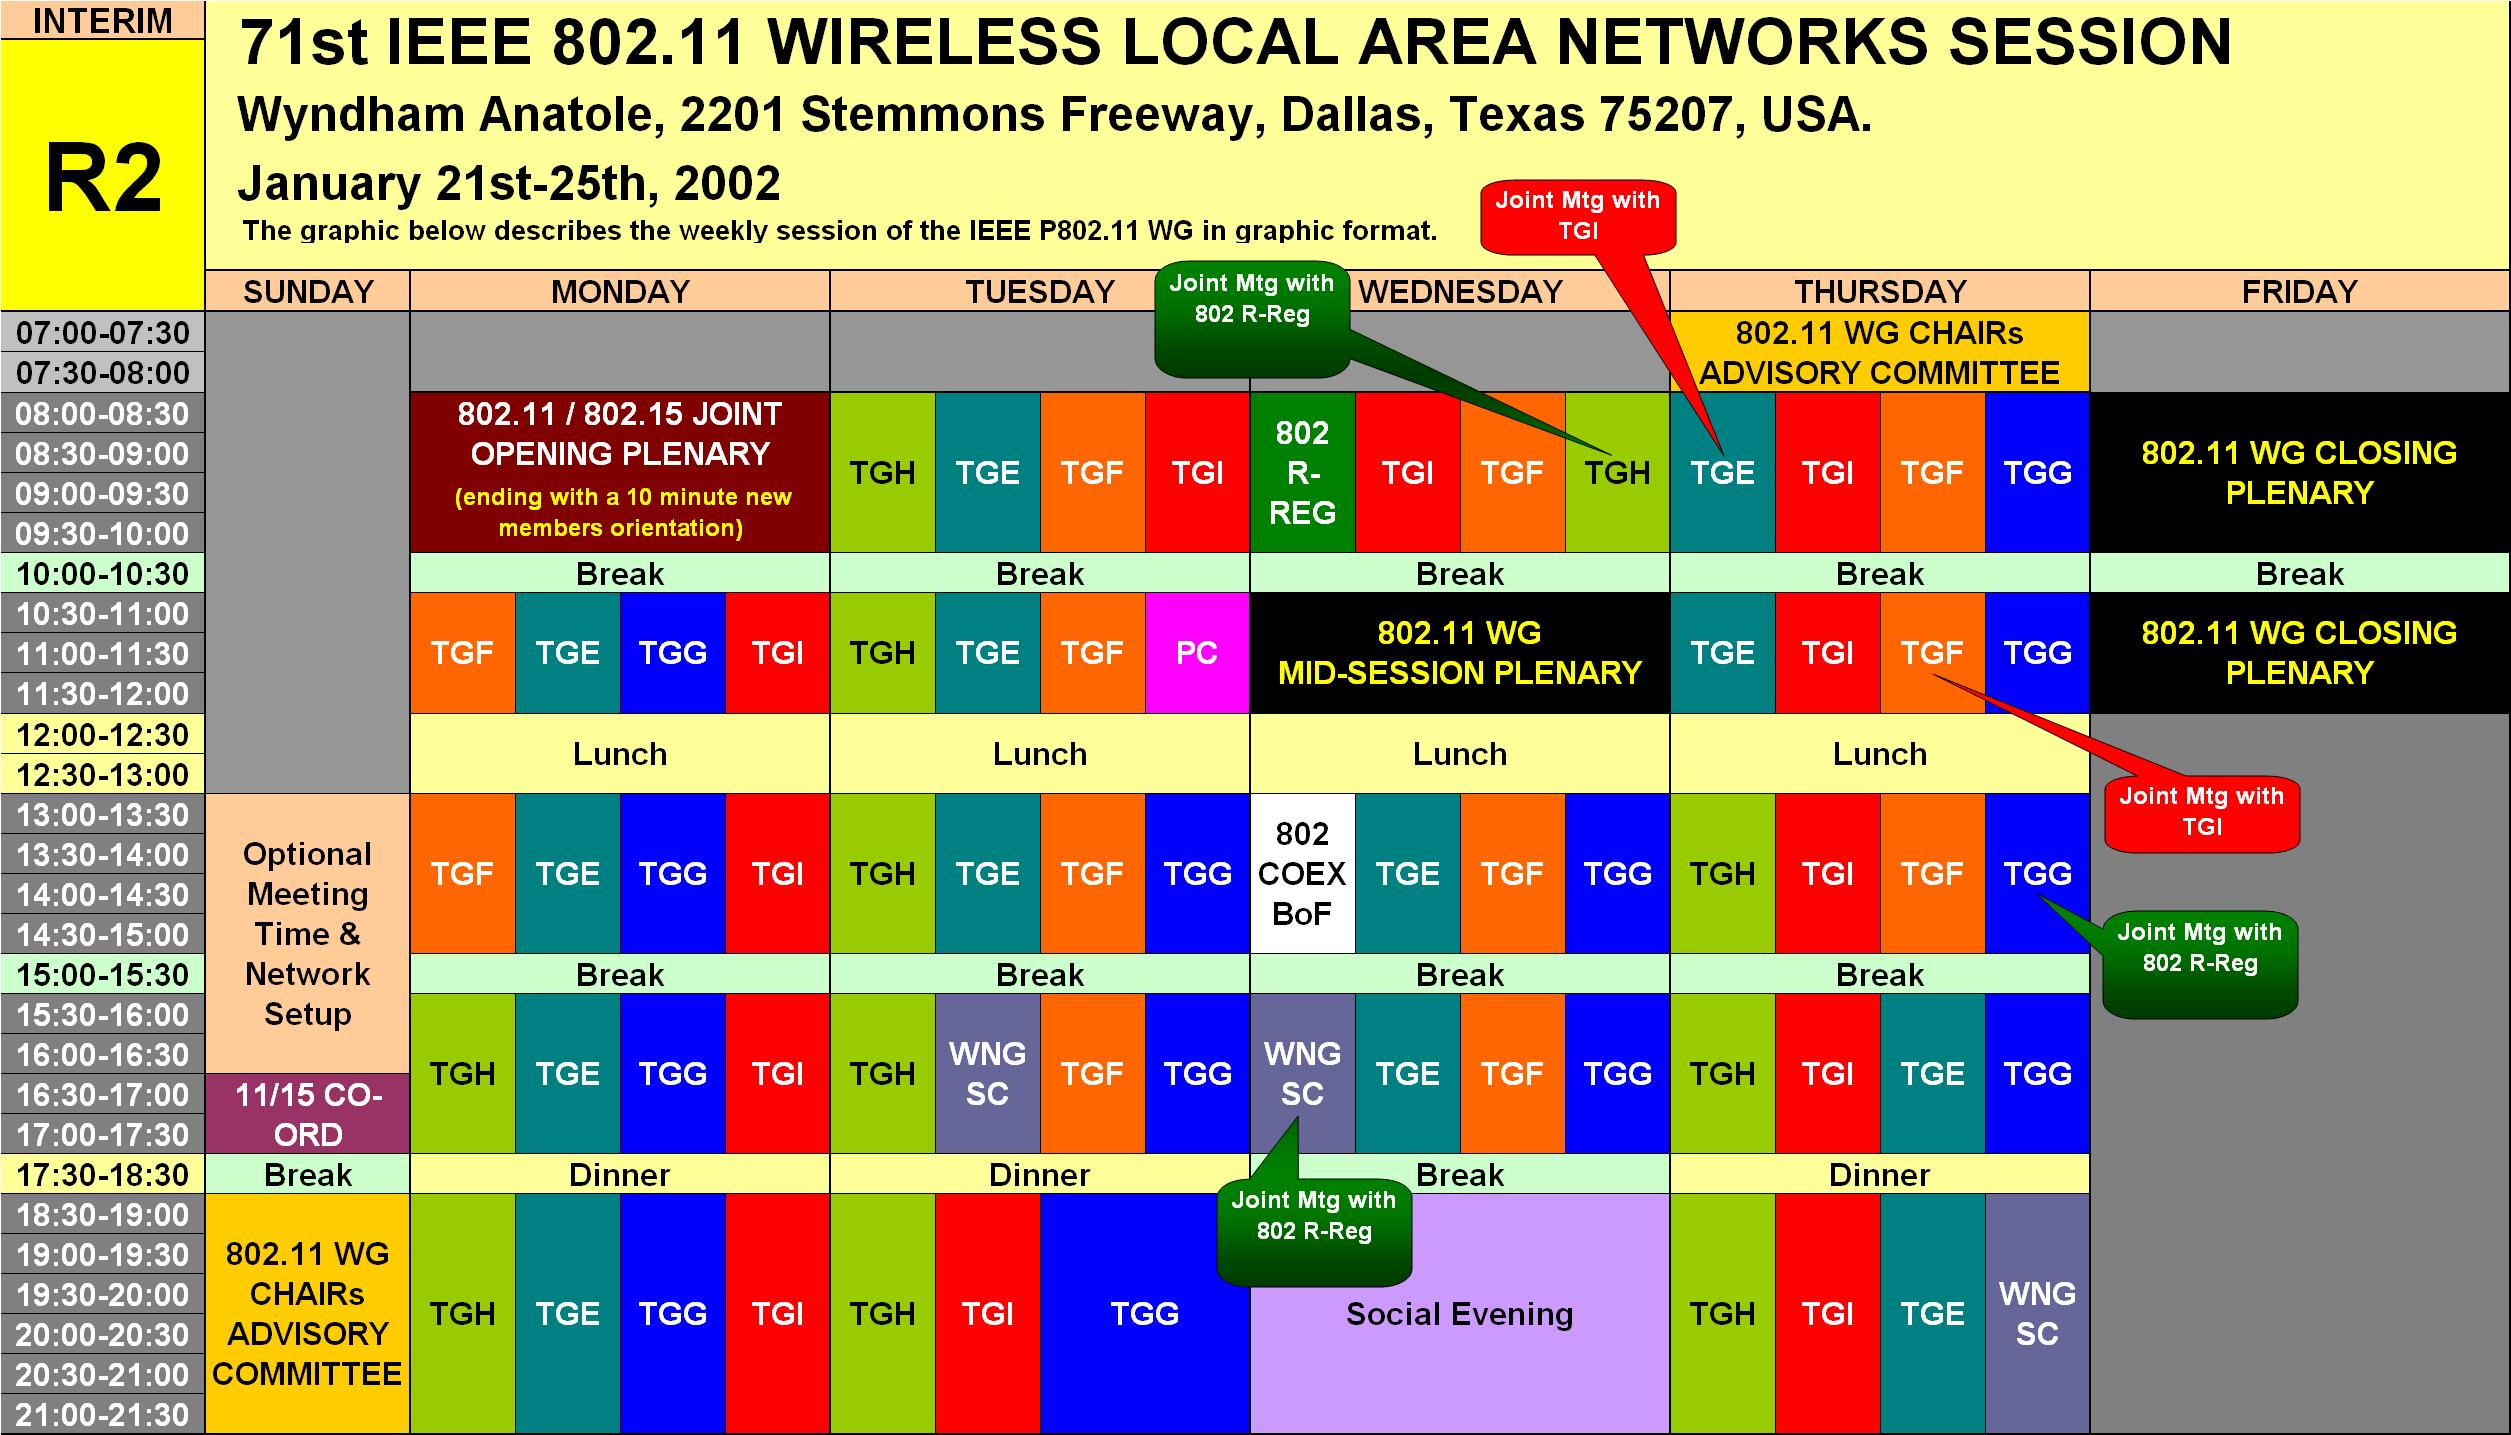 INTERIM
R2
71st IEEE 802.11 WIRELESS LOCAL AREA NETWORKS SESSION
Wyndham Anatole, 2201 Stemmons Freeway, Dallas, Texas 75207, USA.
January 21st-25th, 2002
The graphic below describes the weekly session of the IEEE P802.11 WG in graphic format.
Joint Mtg with
TGI
Joint Mtg with
802 R-Reg
SUNDAY MONDAY TUESDAY WEDNESDAY THURSDAY FRIDAY
07:00-07:30
07:30-08:00
802.11 WG CHAIRs
ADVISORY COMMITTEE
08:00-08:30
08:30-09:00
09:00-09:30
09:30-10:00
802.11 / 802.15 JOINT
OPENING PLENARY
(ending with a 10 minute new
members orientation)
TGH TGE TGF TGI
802
R-
REG
TGI TGF TGH
TGE TGI TGF TGG
802.11 WG CLOSING
PLENARY
10:00-10:30 Break Break Break Break Break
10:30-11:00
11:00-11:30
11:30-12:00
TGF TGE TGG TGI
TGH TGE TGF PC
802.11 WG
MID-SESSION PLENARY
TGE TGI TGF TGG
802.11 WG CLOSING
PLENARY
12:00-12:30
12:30-13:00
Lunch Lunch Lunch Lunch
Joint Mtg with
TGI
13:00-13:30
13:30-14:00
14:00-14:30
14:30-15:00
Optional
Meeting
Time &
Network
Setup
TGF TGE TGG TGI
TGH TGE TGF TGG
802
COEX
BoF
TGE TGF TGG
TGH TGI TGF TGG
Joint Mtg with
802 R-Reg
15:00-15:30 Break Break Break Break
15:30-16:00
16:00-16:30
16:30-17:00
17:00-17:30
11/15 CO-
ORD
TGH TGE TGG TGI
TGH
WNG
SC
TGF TGG
WNG
SC
TGE TGF TGG
TGH TGI TGE TGG
17:30-18:30 Break Dinner Dinner Break Dinner
Joint Mtg with
802 R-Reg
18:30-19:00
19:00-19:30
19:30-20:00
20:00-20:30
20:30-21:00
21:00-21:30
802.11 WG
CHAIRs
ADVISORY
COMMITTEE
TGH TGE TGG TGI
TGH TGI TGG
Social Evening
TGH TGI TGE
WNG
SC